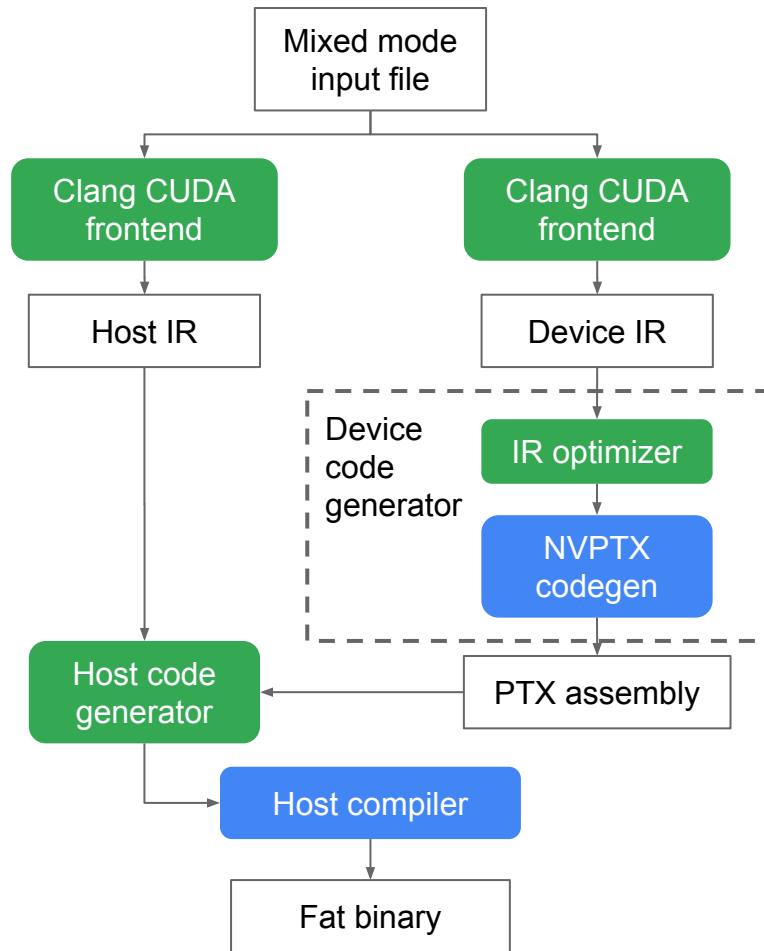 Mixed mode
input file
Clang CUDA
frontend
Clang CUDA
frontend
Host IR
Device IR
Device
code
generator
IR optimizer
NVPTX
codegen
Host code
generator
PTX assembly
Host compiler
Fat binary